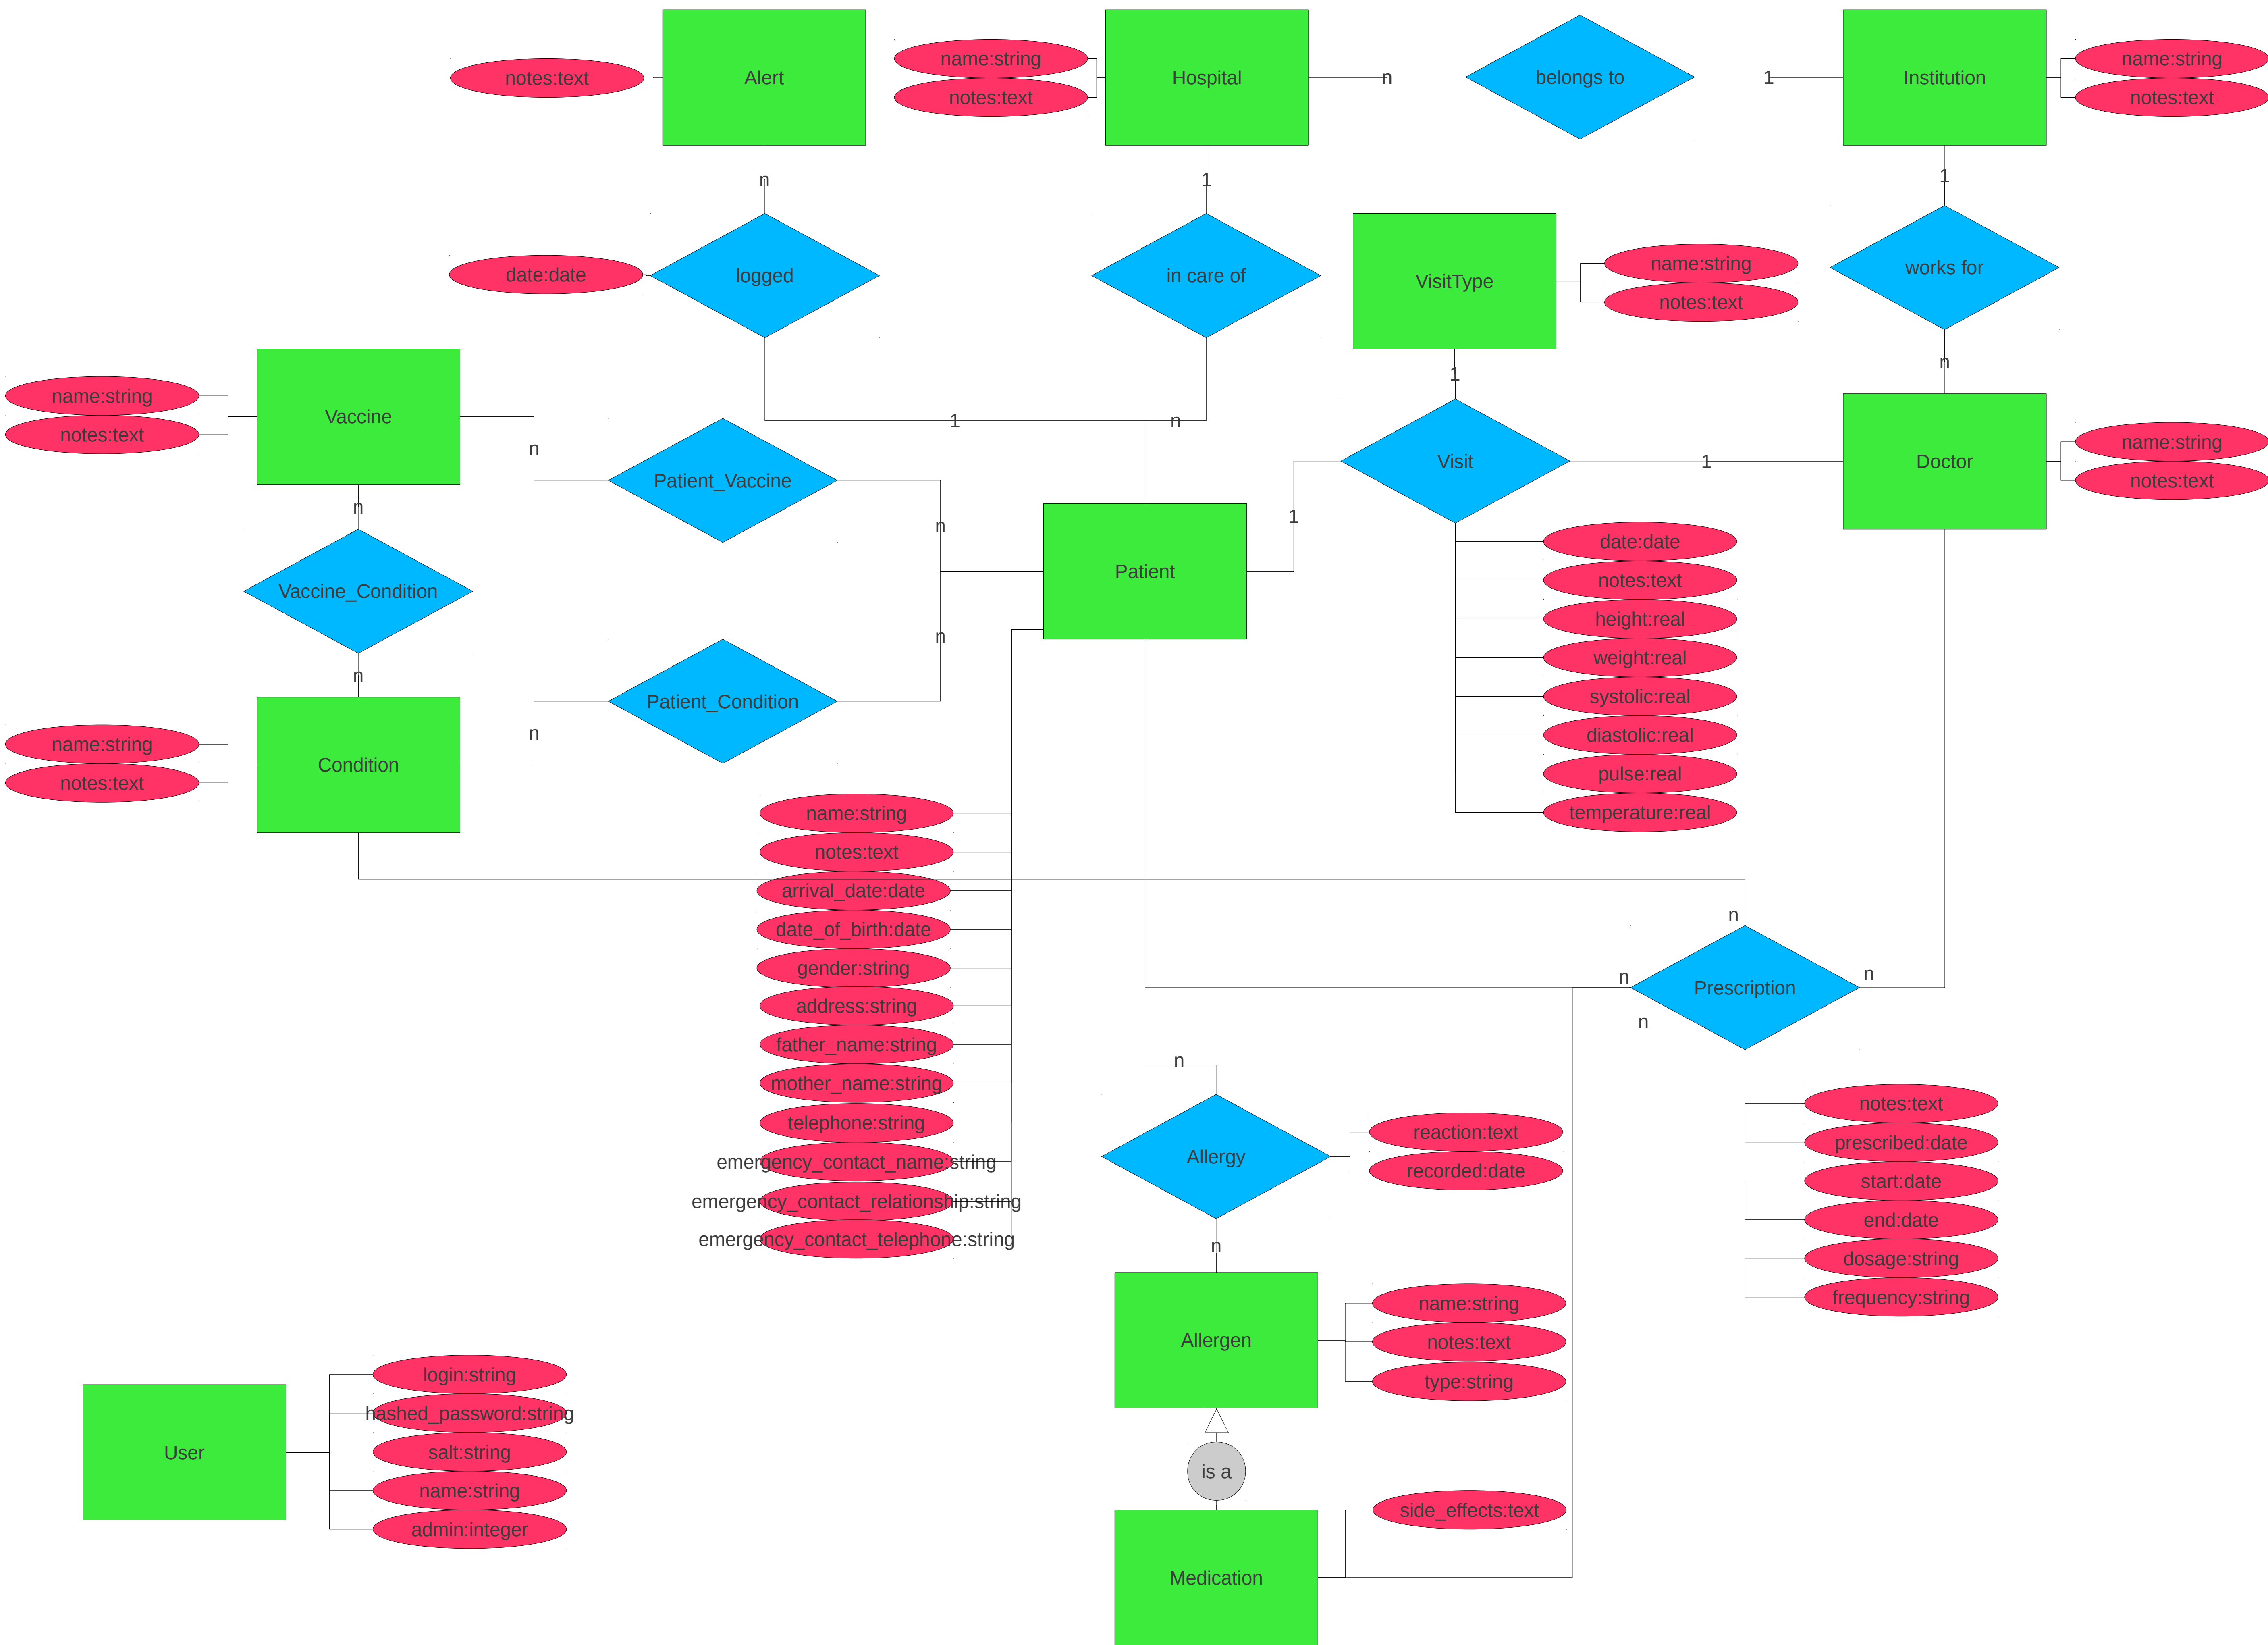 Alert
Hospital
belongs to
Institution
notes:text
name:string
notes:text
n
1
name:string
notes:text
n
1
1
logged
date:date
in care of
VisitType
name:string
notes:text
works for
1
n
1
n
Vaccine
name:string
notes:text
n
Patient_Vaccine
n
Visit
1
Doctor
name:string
notes:text
n
Vaccine_Condition
n
Patient
1
date:date
notes:text
height:real
weight:real
systolic:real
diastolic:real
pulse:real
temperature:real
n
Patient_Condition
n
Condition
name:string
notes:text
name:string
notes:text
arrival_date:date
date_of_birth:date
gender:string
address:string
father_name:string
mother_name:string
telephone:string
emergency_contact_name:string
emergency_contact_relationship:string
emergency_contact_telephone:string
n
n
n
n
Prescription
notes:text
prescribed:date
start:date
end:date
dosage:string
frequency:string
n
Allergy
reaction:text
recorded:date
n
Allergen
name:string
notes:text
type:string
is a
Medication
side_effects:text
User
login:string
hashed_password:string
salt:string
name:string
admin:integer